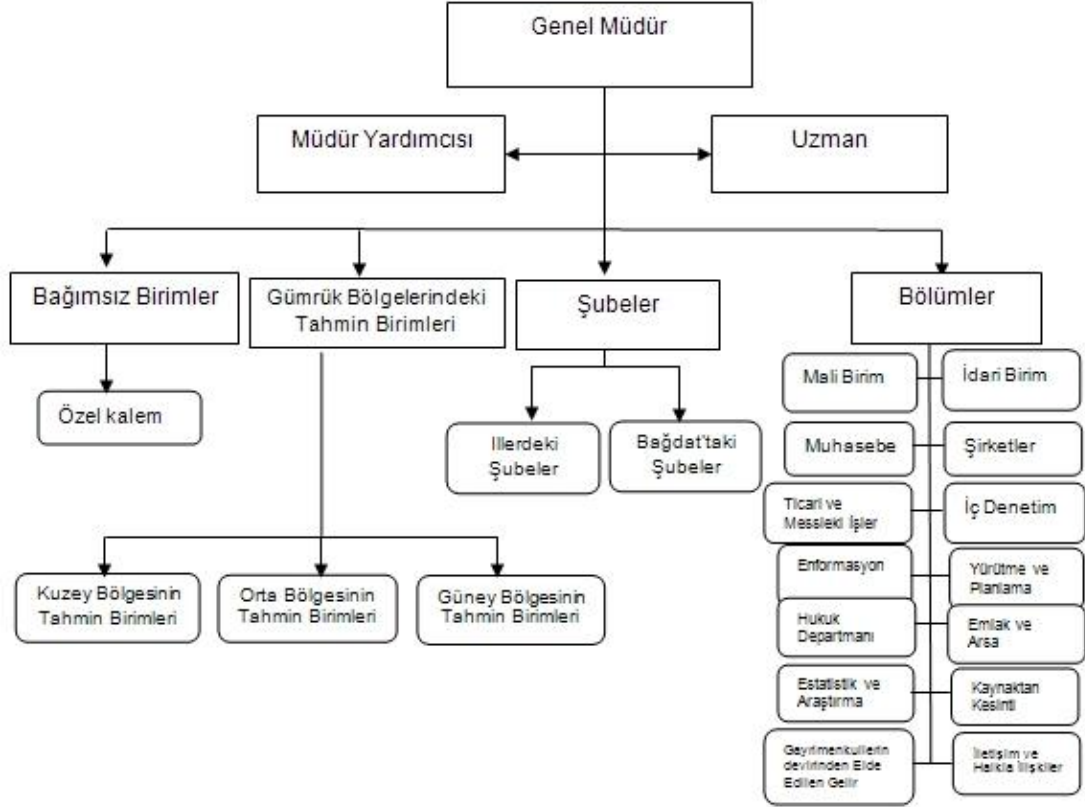 Genel Müdür
Müdür Yardımcısı
Uzman
Bağımsız Birimler
Gümrük Bölgelerindeki
Tahmin Birimleri
Şubeler
Bölümler
Özel kalem
Illerdeki
Şubeler
Bağdat'taki
Şubeler
Kuzey Bölgesinin
Tahmin Birimleri
Orta Bölgesinin
Tahmin Birimleri
Güney Bölgesinin
Tahmin Birimleri
Mali Birim
İdari Birim
Muhasebe
Şirketler
Ticari ve
Messleki İşler
İç Denetim
Enformasyon
Yürütme ve
Planlama
Hukuk
Departmanı
Emlak ve
Arsa
Estatistik ve
Araştırma
Kaynaktan
Kesinti
Gayrimenkullerin
devirinden Elde
Edilen Gelir
İletişim ve
Halkla İlişkiler